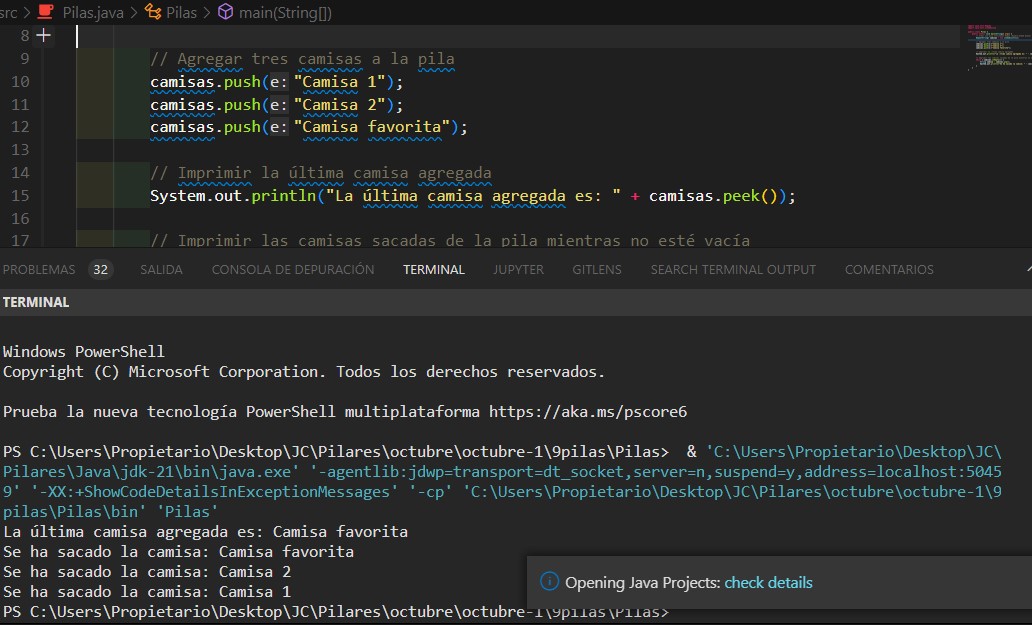 src > Pilas.java > Pilas > main(String[])
8
9 // Agregar tres camisas a la pila
10 camisas.push(e: "Camisa 1");
11 camisas.push(e: "Camisa 2");
12 camisas.push(e: "Camisa favorita");
13
14 // Imprimir la última camisa agregada
15 System.out.println("La última camisa agregada es: " + camisas.peek());
16
17 // Imprimir las camisas sacadas de la pila mientras no esté vacía
PROBLEMAS 32 SALIDA CONSOLA DE DEPURACIÓN TERMINAL JUPYTER GITLENS SEARCH TERMINAL OUTPUT COMENTARIOS
TERMINAL
Windows PowerShell
Copyright (C) Microsoft Corporation. Todos los derechos reservados.
Prueba la nueva tecnología PowerShell multiplataforma https://aka.ms/pscore6
PS C:\Users\Propietario\Desktop\JC\Pilares\octubre\octubre-1\9pilas\Pilas> & 'C:\Users\Propietario\Desktop\JC\
Pilares\Java\jdk-21\bin\java.exe' '-agentlib:jdwp=transport=dt_socket,server=n,suspend=y,address=localhost:5045
9' '-XX:+ShowCodeDetailsInExceptionMessages' '-cp' 'C:\Users\Propietario\Desktop\JC\Pilares\octubre\octubre-1\9
pilas\Pilas\bin' 'Pilas'
La última camisa agregada es: Camisa favorita
Se ha sacado la camisa: Camisa favorita
Se ha sacado la camisa: Camisa 2
Se ha sacado la camisa: Camisa 1
PS C:\Users\Propietario\Desktop\JC\Pilares\octubre\octubre-1\9pilas\Pilas>
Opening Java Projects: check details